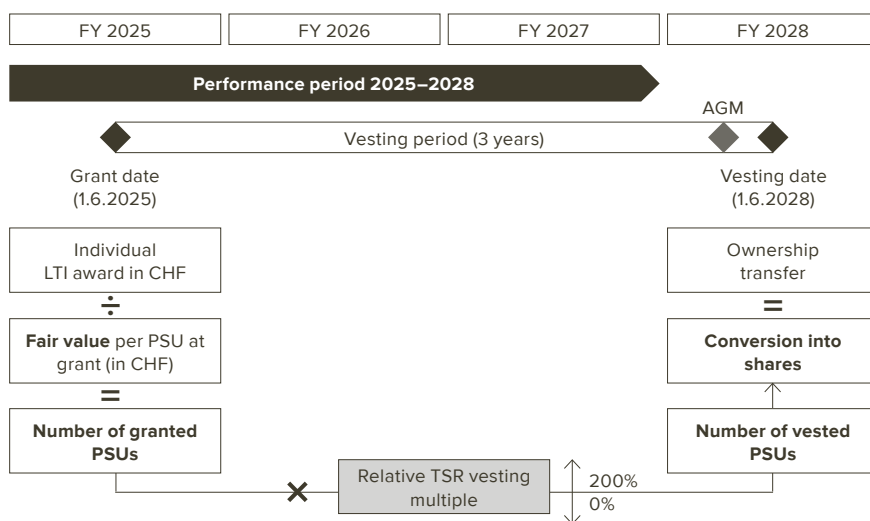 FY 2025
FY 2026
FY 2027
FY 2028
Performance period 2025–2028
AGM
Vesting period (3 years)
Grant date
(1.6.2025)
Vesting date
(1.6.2028)
Individual
LTI award in CHF
Ownership
transfer
÷
=
Fair value per PSU at
grant (in CHF)
Conversion into
shares
=
Number of granted
PSUs
Number of vested
PSUs
×
Relative TSR vesting
multiple
200%
0%